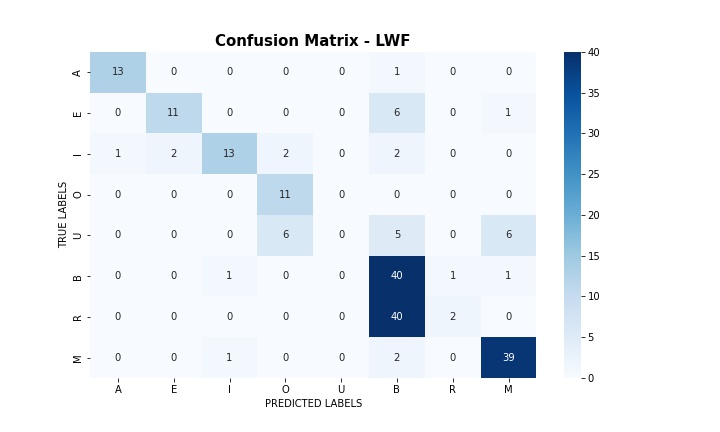 Confusion Matrix - LWF
A 13 0 0 0 0 1 0 0
E 0 11 0 0 0 6 0 1
I 1 2 13 2 0 2 0 0
O 0 0 0 11 0 0 0 0
U 0 0 0 6 0 5 0 6
B 0 0 1 0 0 40 1 1
R 0 0 0 0 0 40 2 0
M 0 0 1 0 0 2 0 39
A E I O U B R M
PREDICTED LABELS
TRUE LABELS
40
35
30
25
20
15
10
5
0